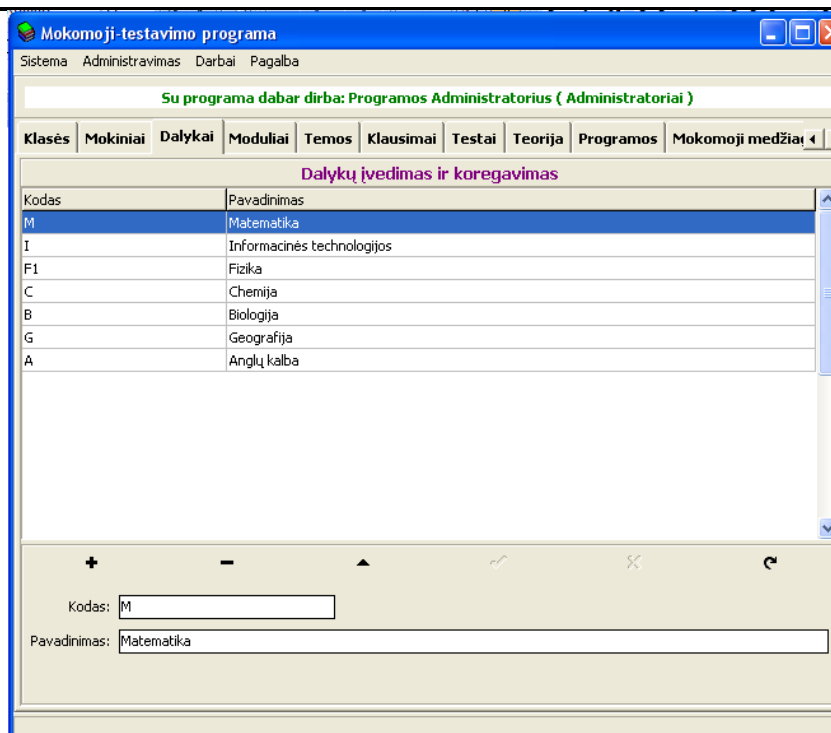 Mokomoji-testavimo programa
Sistema Administravimas Darbai Pagalba
Su programa dabar dirba: Programos Administratorius ( Administratoriai )
Klasės Mokiniai Dalykai Moduliai Temos Klausimai Testai Teorija Programos Mokomoji
Dalykų įvedimas ir koregavimas
Kodas Pavadinimas
M Matematika
I Informacinės technologijos
F1 Fizika
C Chemija
B Biologija
G Geografija
A Anglų kalba
Kodas: M
Pavadinimas: Matematika